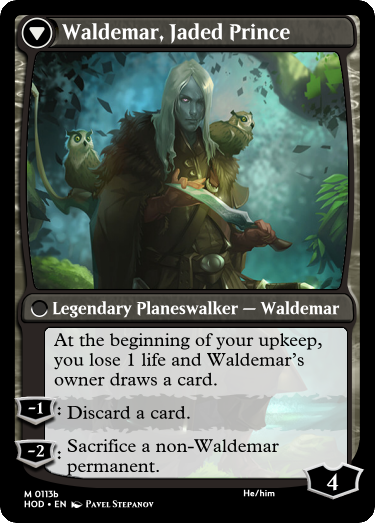 Waldemar, Jaded Prince
Legendary Planeswalker — Waldemar
At the beginning of your upkeep,
you lose 1 life and Waldemar's
owner draws a card.
-1: Discard a card.
-2: Sacrifice a non-Waldemar
permanent.
4
M 0113b
HOD • EN Pavel Stepanov
He/him